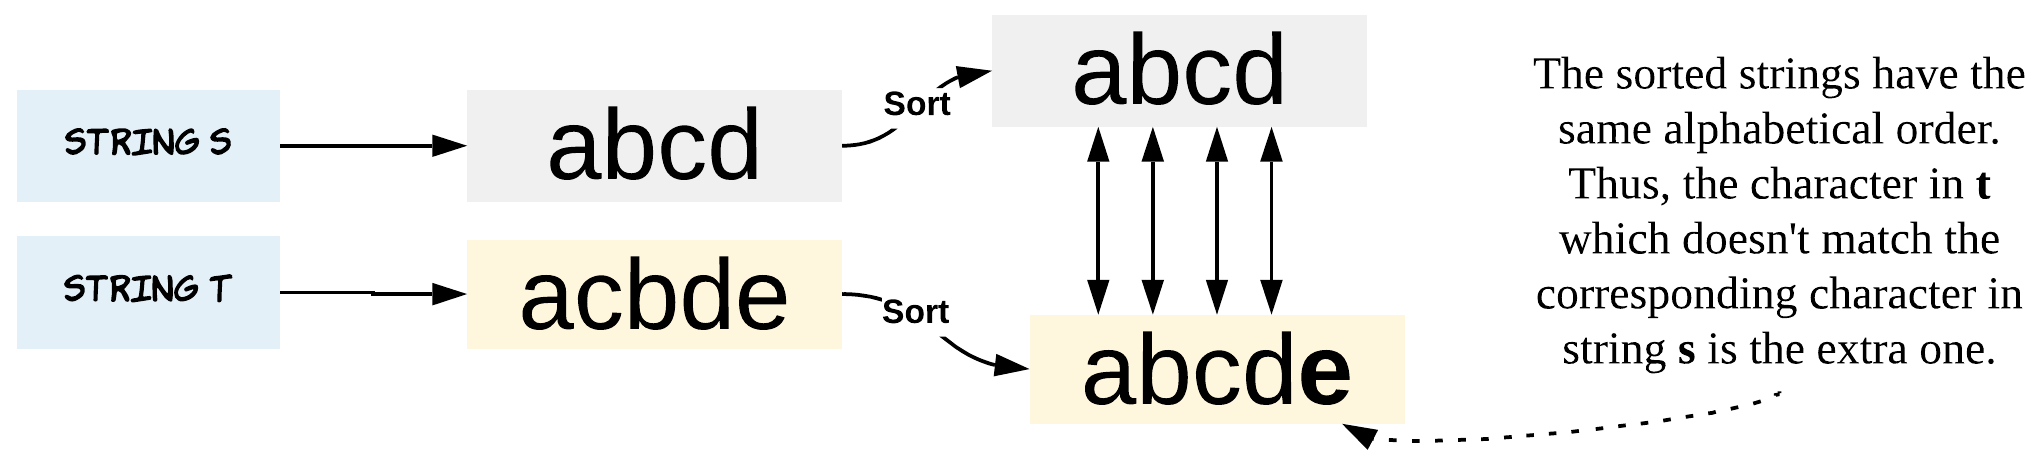 STRING S
abcd
Sort
abcd
STRING T
acbde
Sort
abcde
The sorted strings have the
same alphabetical order.
Thus, the character in t
which doesn't match the
corresponding character in
string s is the extra one.